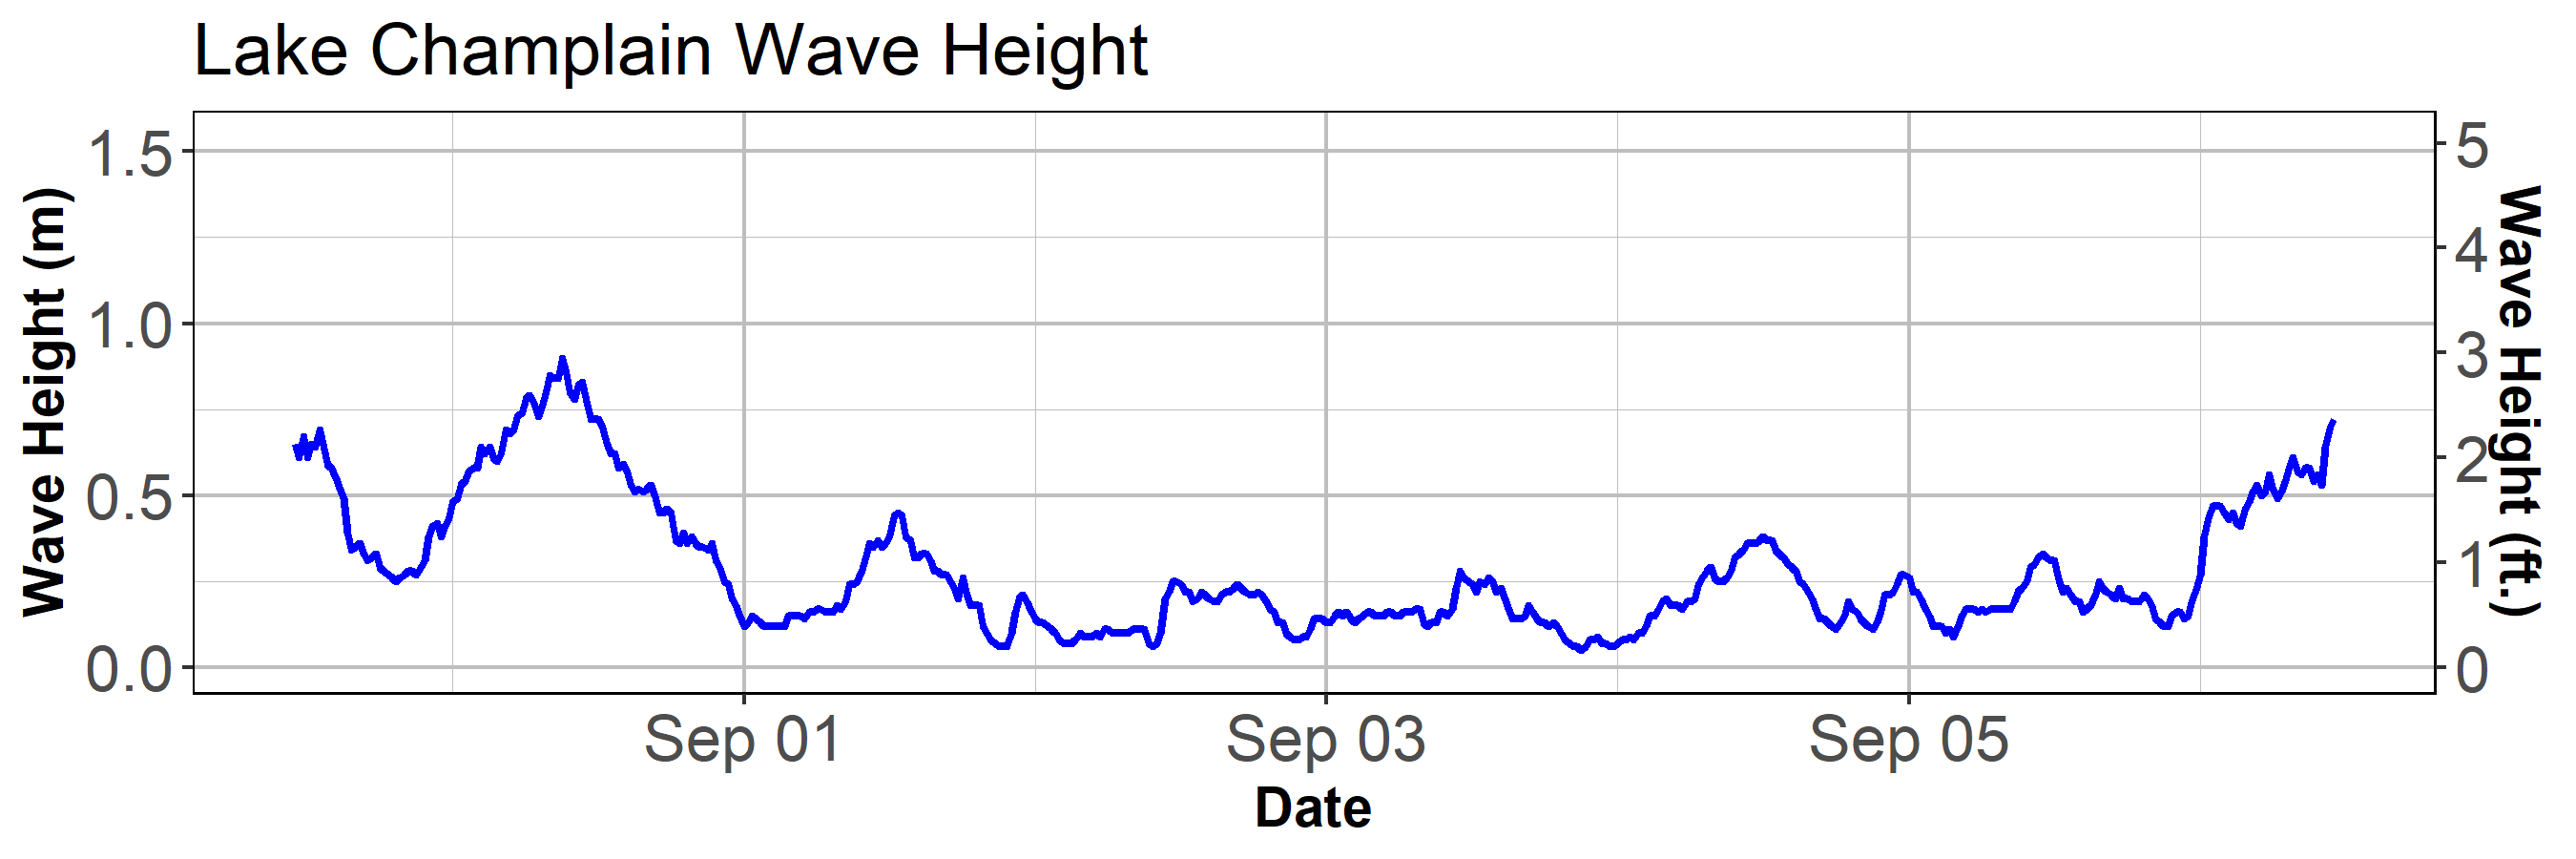 Lake Champlain Wave Height
Wave Height (m)
1.5
1.0
0.5
0.0
5
4
3
2
1
0
Wave Height (ft.)
Sep 01
Sep 03
Sep 05
Date